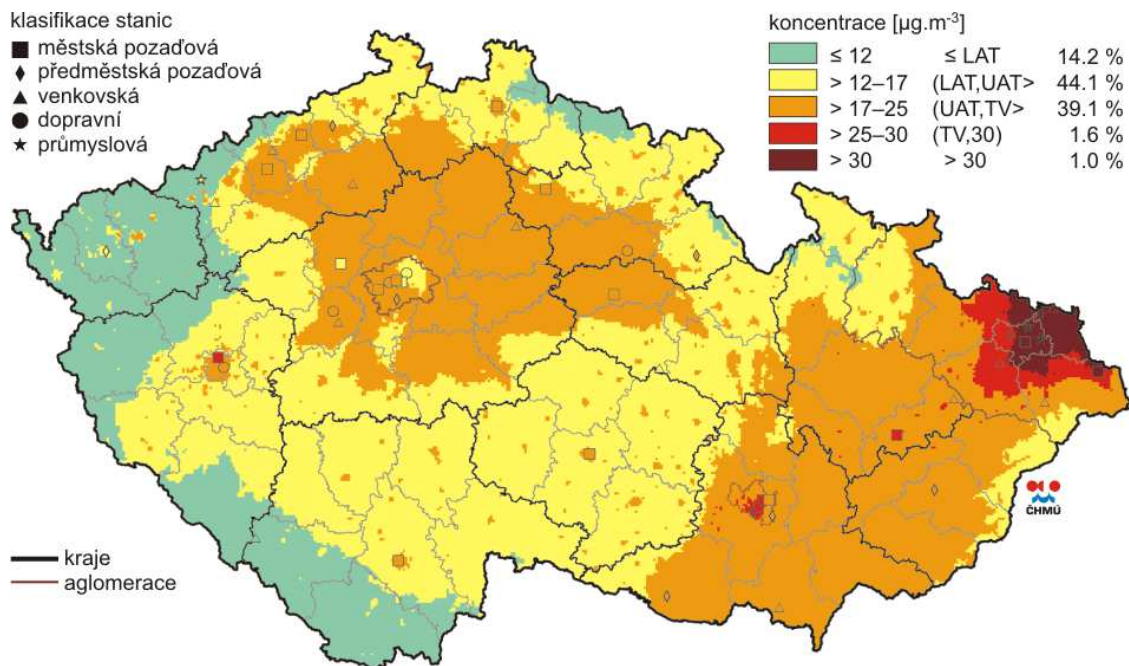 klasifikace stanic
městská pozaďová
předměstská pozaďová
venkovská
dopravní
průmyslová
koncentrace [µg.m⁻³]
≤ 12 ≤ LAT 14.2 %
> 12–17 (LAT,UAT> 44.1 %
> 17–25 (UAT,TV> 39.1 %
> 25–30 (TV,30⟩ 1.6 %
> 30 > 30 1.0 %
ČHMÚ
kraje
aglomerace